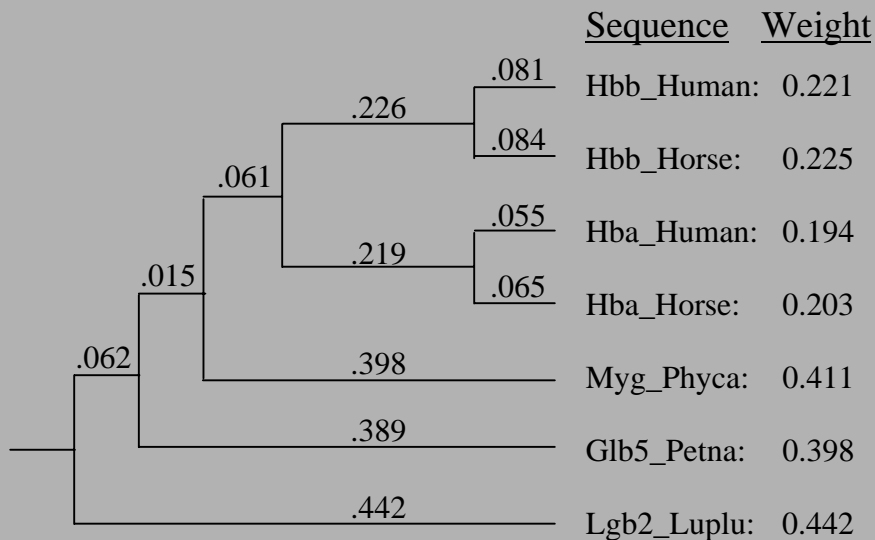 Sequence Weight
.081 Hbb_Human: 0.221
.226
.084 Hbb_Horse: 0.225
.061
.055 Hba_Human: 0.194
.219
.015
.065 Hba_Horse: 0.203
.062
.398 Myg_Phyca: 0.411
.389 Glb5_Petna: 0.398
.442 Lgb2_Luplu: 0.442